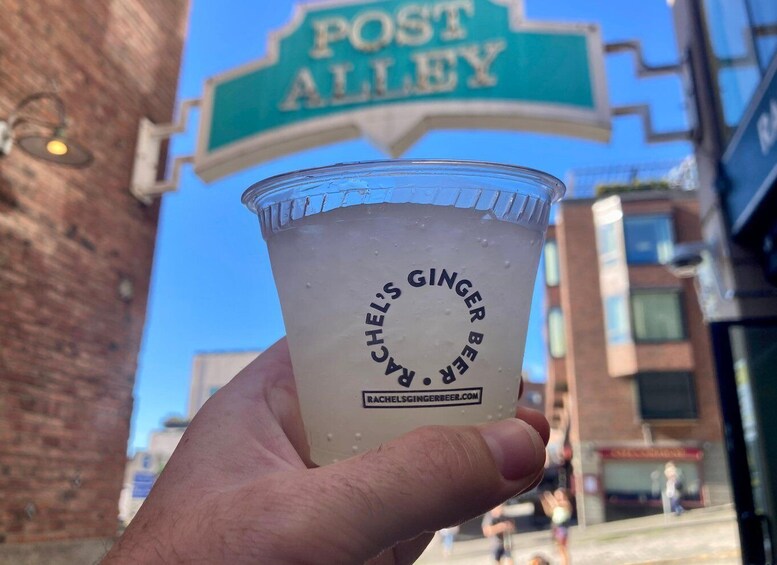 POST
ALLEY
RACHEL'S GINGER BEER •
RACHELSGINGERBEER.COM